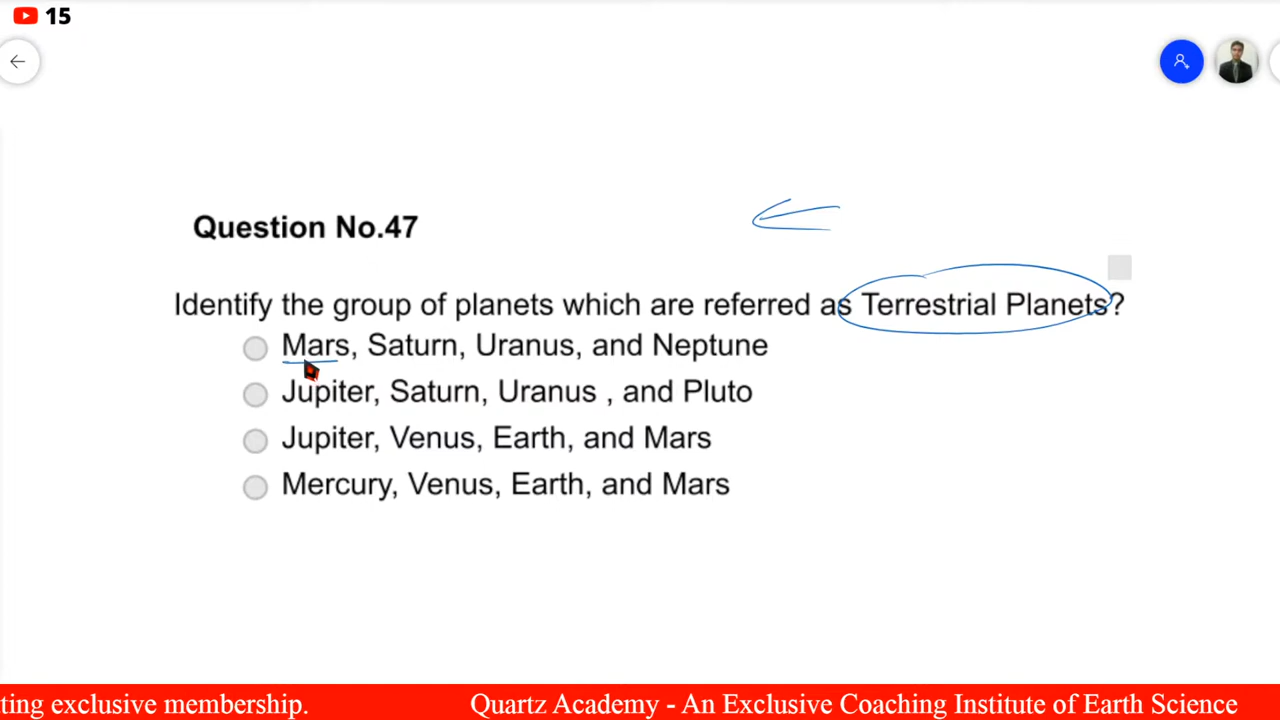 15
Question No.47
Identify the group of planets which are referred as Terrestrial Planets?
Mars, Saturn, Uranus, and Neptune
Jupiter, Saturn, Uranus , and Pluto
Jupiter, Venus, Earth, and Mars
Mercury, Venus, Earth, and Mars
ting exclusive membership. Quartz Academy - An Exclusive Coaching Institute of Earth Science